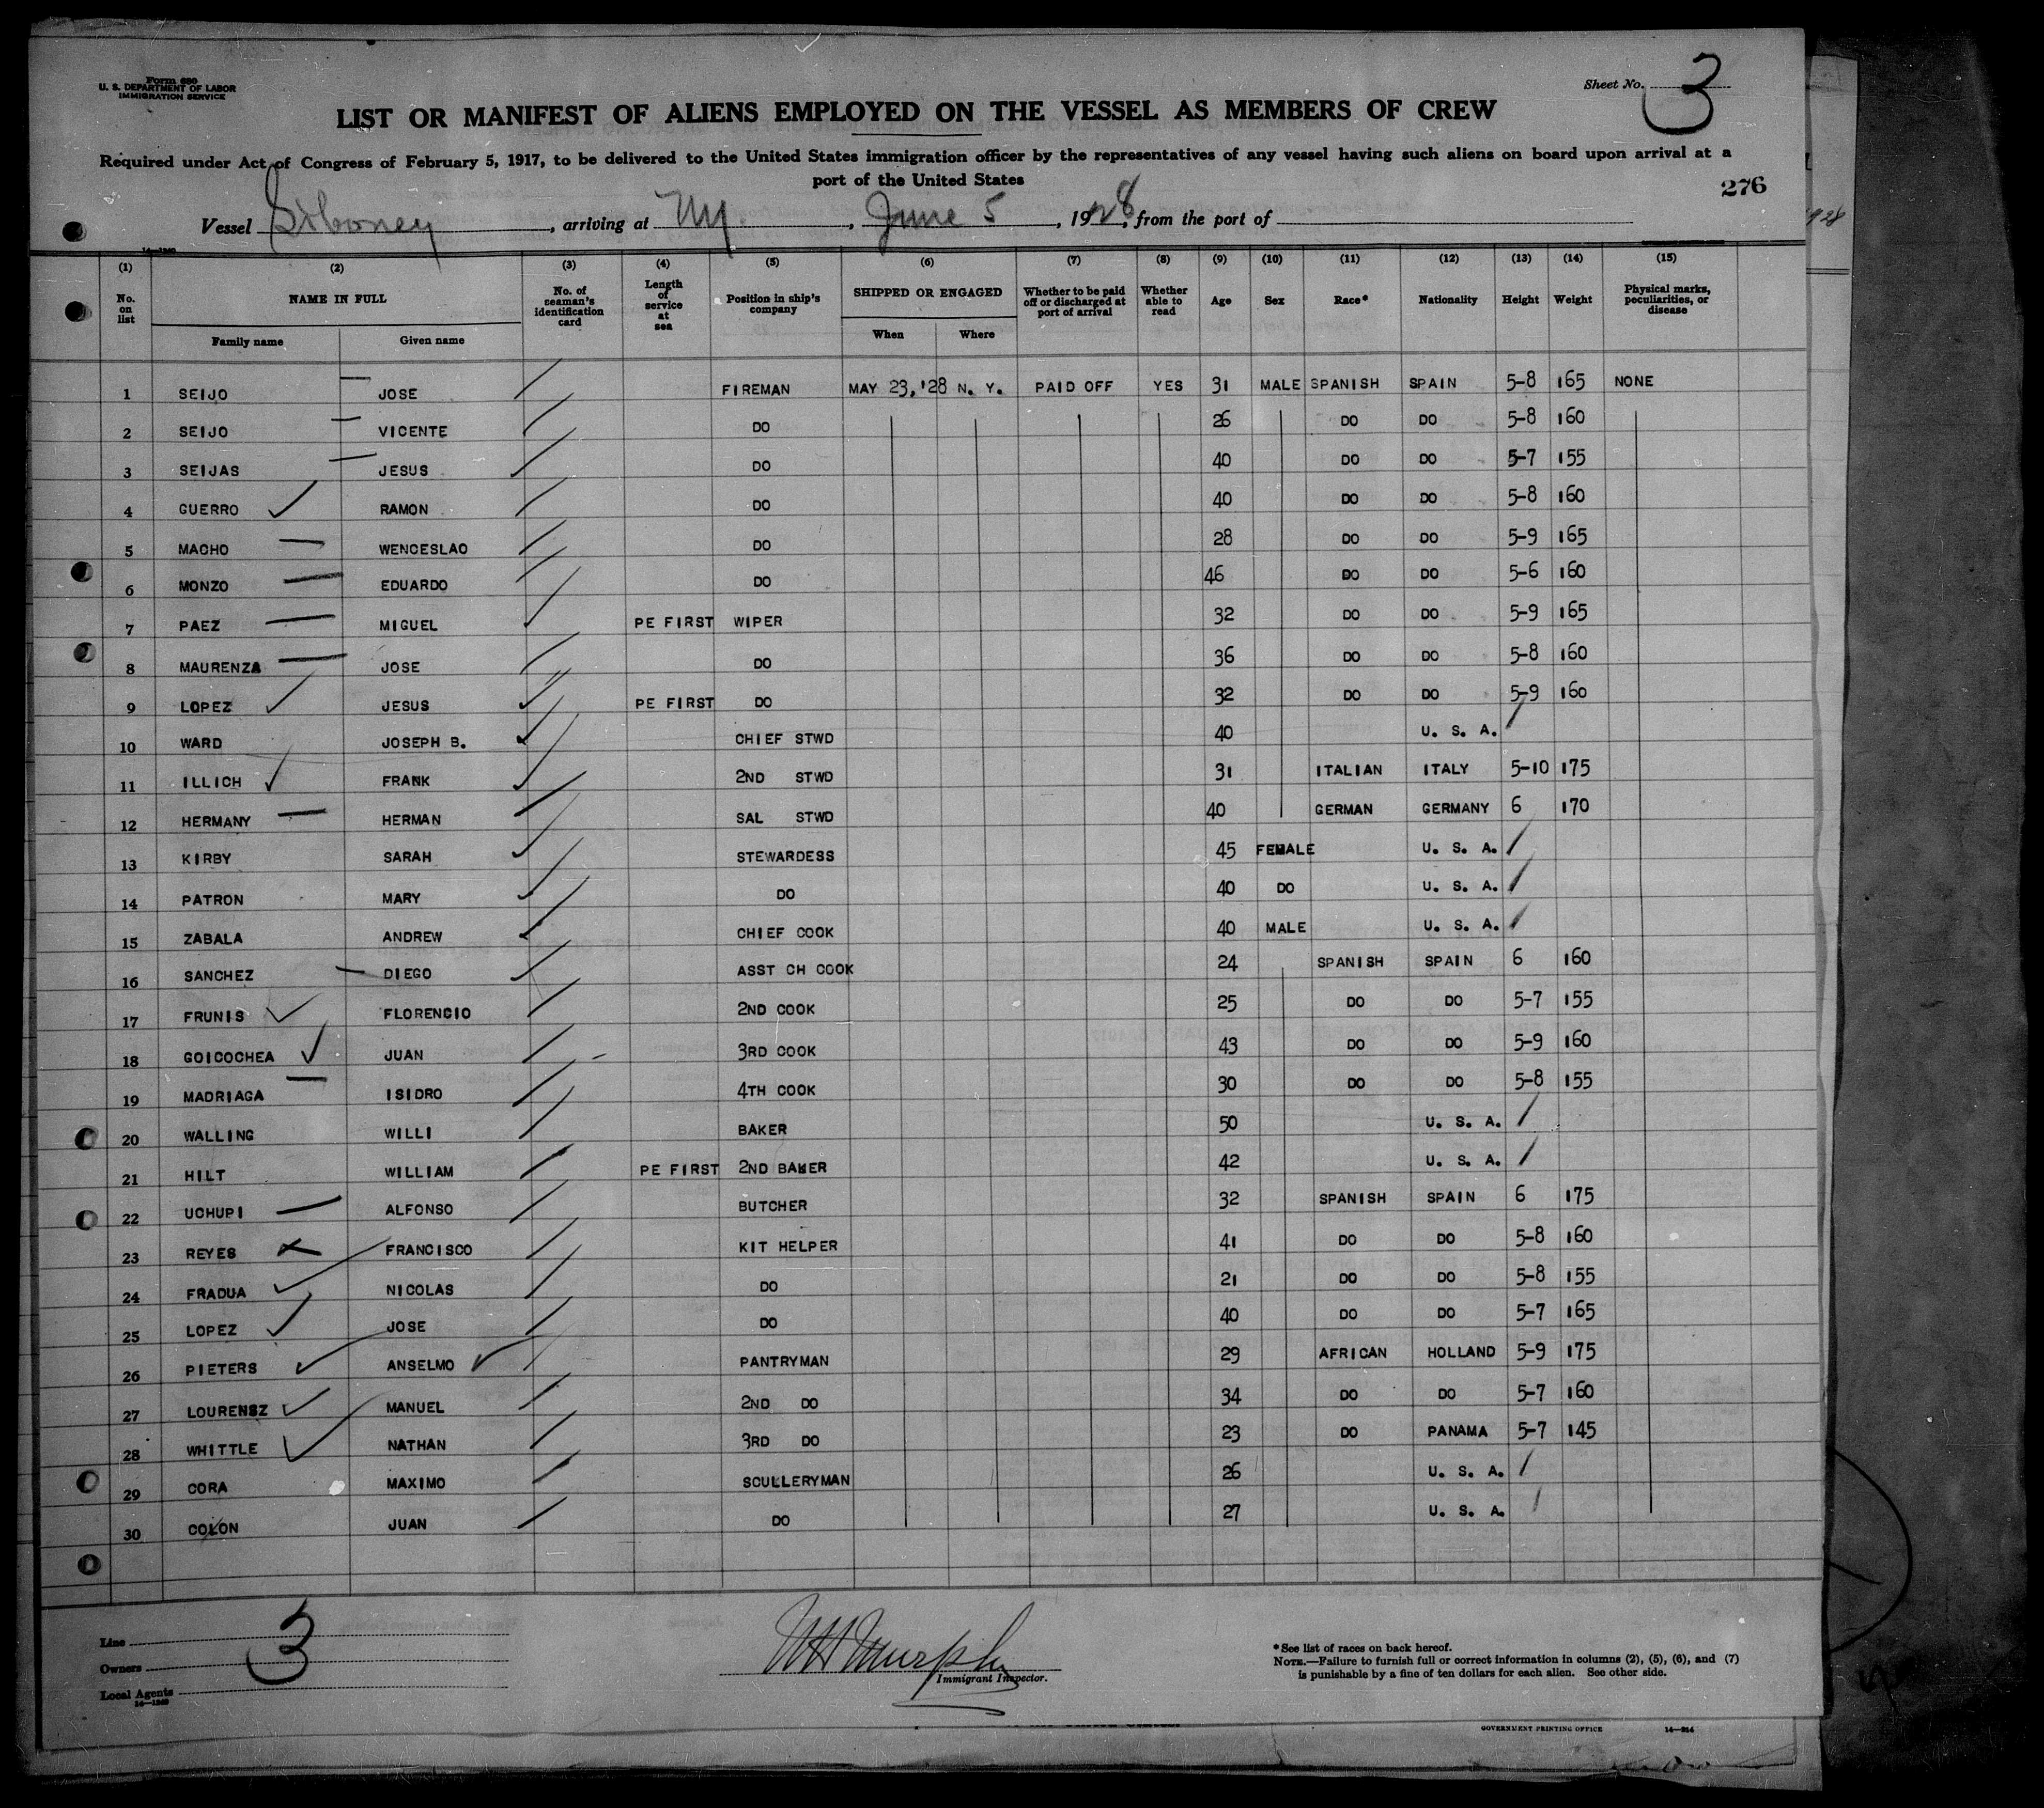 Form 680
U. S. DEPARTMENT OF LABOR
IMMIGRATION SERVICE
Sheet No. 3
LIST OR MANIFEST OF ALIENS EMPLOYED ON THE VESSEL AS MEMBERS OF CREW
Required under Act of Congress of February 5, 1917, to be delivered to the United States immigration officer by the representatives of any vessel having such aliens on board upon arrival at a
port of the United States
276
Vessel Siboney, arriving at NY, June 5, 1928, from the port of
(1) (2) (3) (4) (5) (6) (7) (8) (9) (10) (11) (12) (13) (14) (15)
No. on list NAME IN FULL No. of seaman's identification card Length of service at sea Position in ship's company SHIPPED OR ENGAGED Whether to be paid off or discharged at port of arrival Whether able to read Age Sex Race* Nationality Height Weight Physical marks, peculiarities, or disease
Family name Given name When Where
1 SEIJO JOSE FIREMAN MAY 23, '28 N. Y. PAID OFF YES 31 MALE SPANISH SPAIN 5-8 165 NONE
2 SEIJO VICENTE DO 26 DO DO 5-8 160
3 SEIJAS JESUS DO 40 DO DO 5-7 155
4 GUERRO RAMON DO 40 DO DO 5-8 160
5 MACHO WENCESLAO DO 28 DO DO 5-9 165
6 MONZO EDUARDO DO 46 DO DO 5-6 160
7 PAEZ MIGUEL PE FIRST WIPER 32 DO DO 5-9 165
8 MAURENZA JOSE DO 36 DO DO 5-8 160
9 LOPEZ JESUS PE FIRST DO 32 DO DO 5-9 160
10 WARD JOSEPH B. CHIEF STWD 40 U. S. A.
11 ILLICH FRANK 2ND STWD 31 ITALIAN ITALY 5-10 175
12 HERMANY HERMAN SAL STWD 40 GERMAN GERMANY 6 170
13 KIRBY SARAH STEWARDESS 45 FEMALE U. S. A.
14 PATRON MARY DO 40 DO U. S. A.
15 ZABALA ANDREW CHIEF COOK 40 MALE U. S. A.
16 SANCHEZ DIEGO ASST CH COOK 24 SPANISH SPAIN 6 160
17 FRUNIS FLORENCIO 2ND COOK 25 DO DO 5-7 155
18 GOICOCHEA JUAN 3RD COOK 43 DO DO 5-9 160
19 MADRIAGA ISIDRO 4TH COOK 30 DO DO 5-8 155
20 WALLING WILLI BAKER 50 U. S. A.
21 HILT WILLIAM PE FIRST 2ND BAKER 42 U. S. A.
22 UCHUPI ALFONSO BUTCHER 32 SPANISH SPAIN 6 175
23 REYES FRANCISCO KIT HELPER 41 DO DO 5-8 160
24 FRADUA NICOLAS DO 21 DO DO 5-8 155
25 LOPEZ JOSE DO 40 DO DO 5-7 165
26 PIETERS ANSELMO PANTRYMAN 29 AFRICAN HOLLAND 5-9 175
27 LOURENSZ MANUEL 2ND DO 34 DO DO 5-7 160
28 WHITTLE NATHAN 3RD DO 23 DO PANAMA 5-7 145
29 CORA MAXIMO SCULLERYMAN 26 U. S. A.
30 COLON JUAN DO 27 U. S. A.
Line
Owners
Local Agents
14—1240
3
Murphy
Immigrant Inspector.
*See list of races on back hereof.
NOTE.—Failure to furnish full or correct information in columns (2), (5), (6), and (7)
is punishable by a fine of ten dollars for each alien. See other side.
GOVERNMENT PRINTING OFFICE